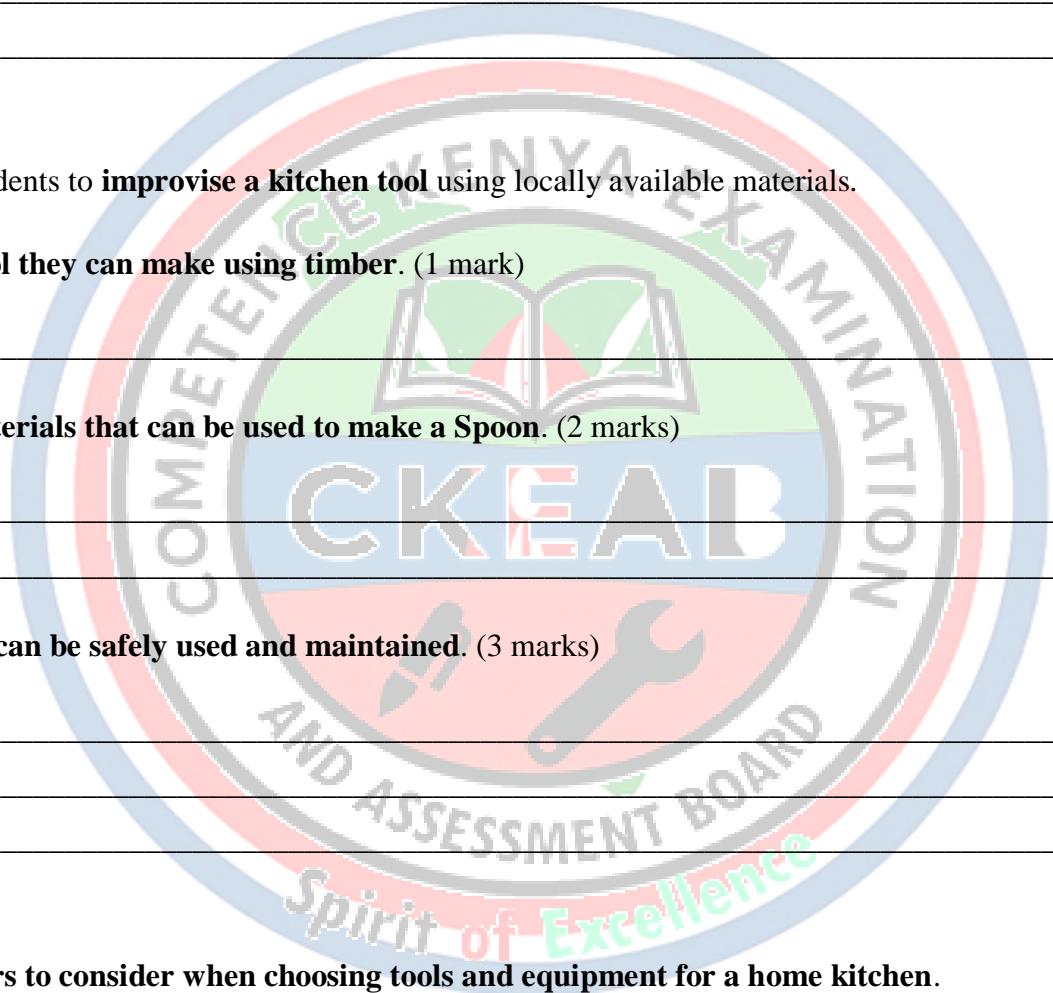 dents to improvise a kitchen tool using locally available materials.
l they can make using timber. (1 mark)
terials that can be used to make a Spoon. (2 marks)
can be safely used and maintained. (3 marks)
rs to consider when choosing tools and equipment for a home kitchen.
COMPETENCE KENYA EXAMINATION
CKEAB
AND ASSESSMENT BOARD
Spirit of Excellence